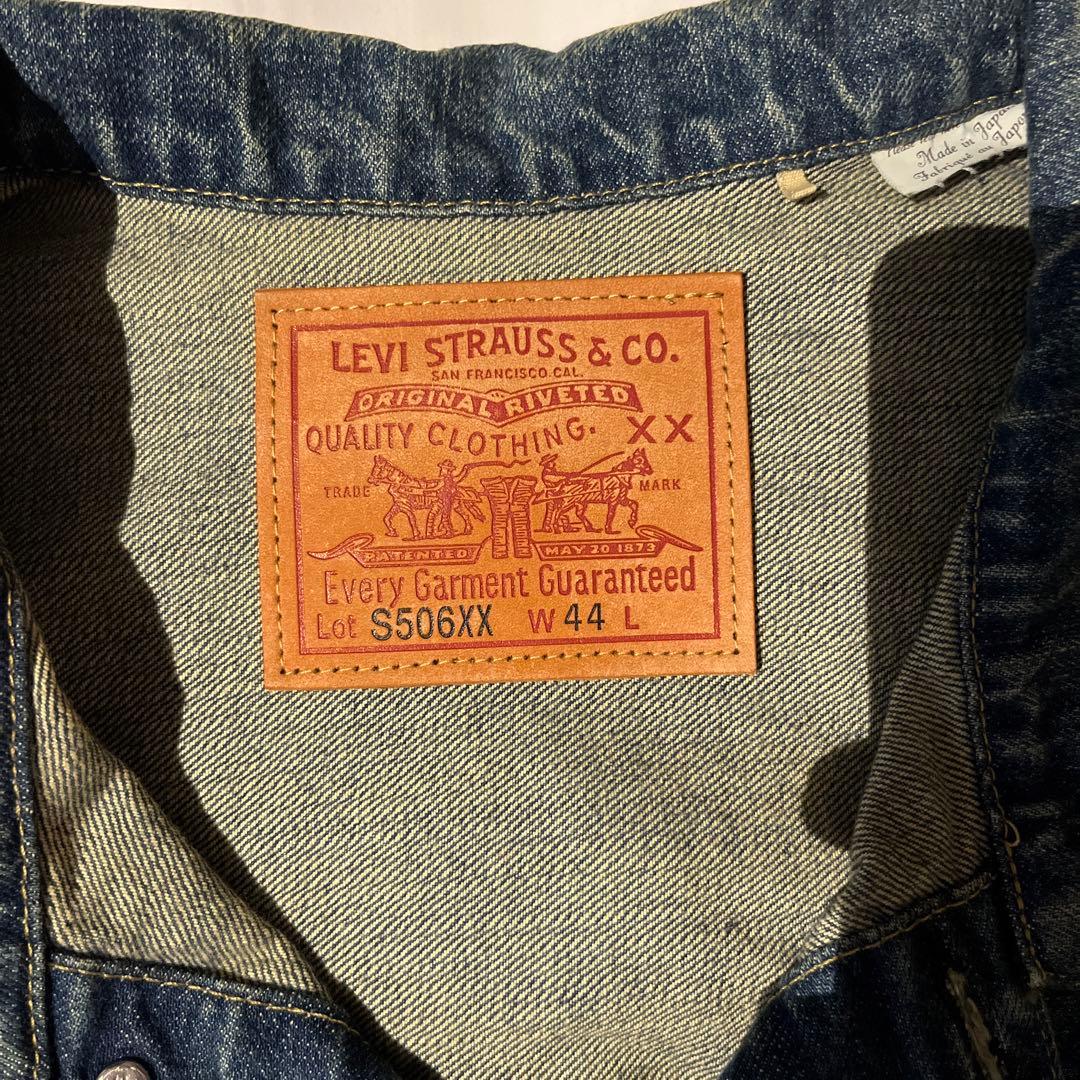 Made in Japan
Fabriqué au Japon
LEVI STRAUSS & CO.
SAN FRANCISCO CAL.
ORIGINAL RIVETED
QUALITY CLOTHING. XX
TRADE MARK
PATENTED MAY 20 1873
Every Garment Guaranteed
Lot S506XX W 44 L